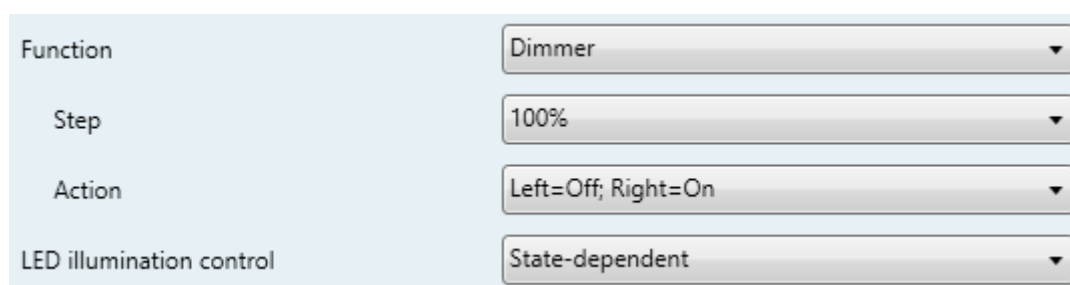 Function Dimmer
Step 100%
Action Left=Off; Right=On
LED illumination control State-dependent